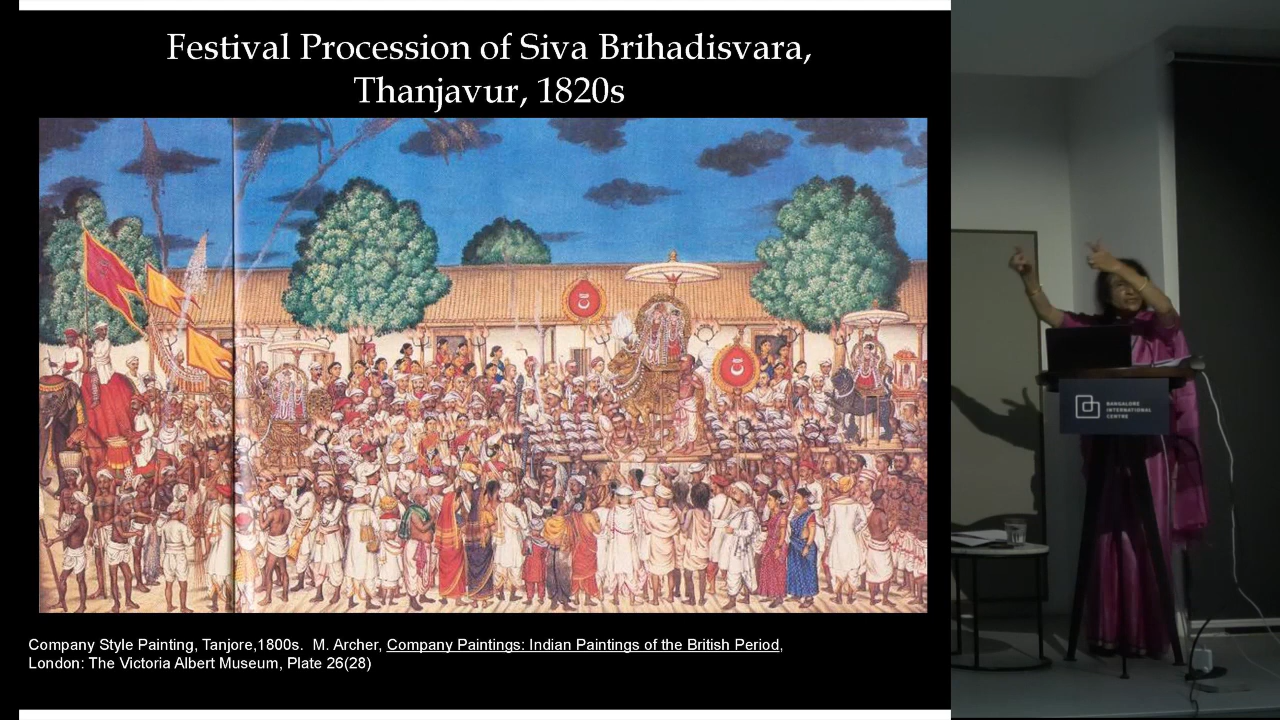 Festival Procession of Siva Brihadisvara,
Thanjavur, 1820s
Company Style Painting, Tanjore,1800s.  M. Archer, Company Paintings: Indian Paintings of the British Period,
London: The Victoria Albert Museum, Plate 26(28)
BANGALORE
INTERNATIONAL
CENTRE